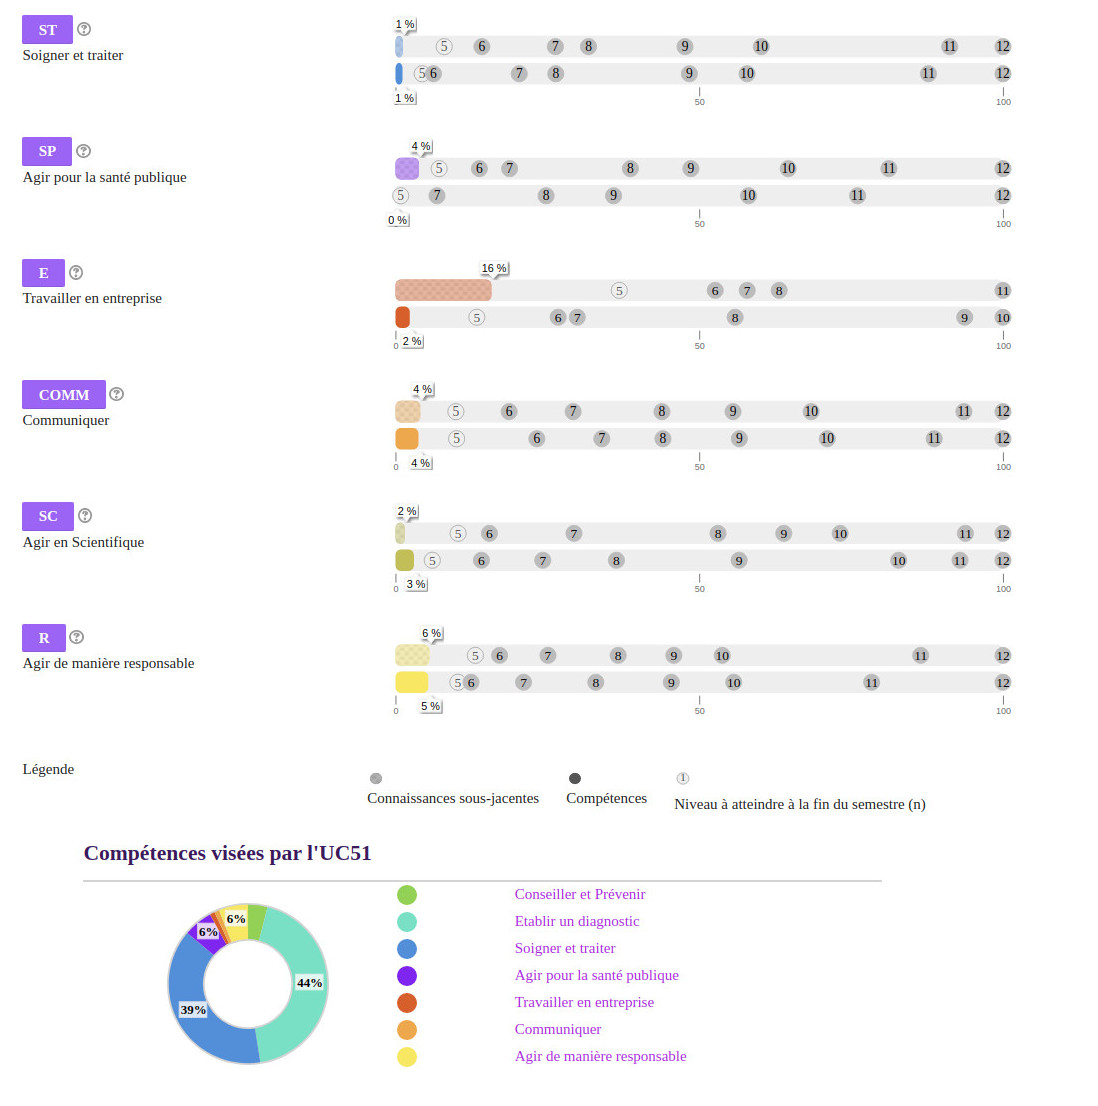 1 %
ST
5 6 7 8 9 10 11 12
Soigner et traiter
5 6 7 8 9 10 11 12
1 %
50
100
4 %
SP
5 6 7 8 9 10 11 12
Agir pour la santé publique
5 7 8 9 10 11 12
0 %
50
100
16 %
E
5 6 7 8 11
Travailler en entreprise
5 6 7 8 9 10
0
2 %
50
100
4 %
COMM
5 6 7 8 9 10 11 12
Communiquer
5 6 7 8 9 10 11 12
0
4 %
50
100
2 %
SC
5 6 7 8 9 10 11 12
Agir en Scientifique
5 6 7 8 9 10 11 12
0
3 %
50
100
6 %
R
5 6 7 8 9 10 11 12
Agir de manière responsable
5 6 7 8 9 10 11 12
0
5 %
50
100
Légende
1
Connaissances sous-jacentes
Compétences
Niveau à atteindre à la fin du semestre (n)
Compétences visées par l'UC51
6%
6%
44%
39%
Conseiller et Prévenir
Etablir un diagnostic
Soigner et traiter
Agir pour la santé publique
Travailler en entreprise
Communiquer
Agir de manière responsable